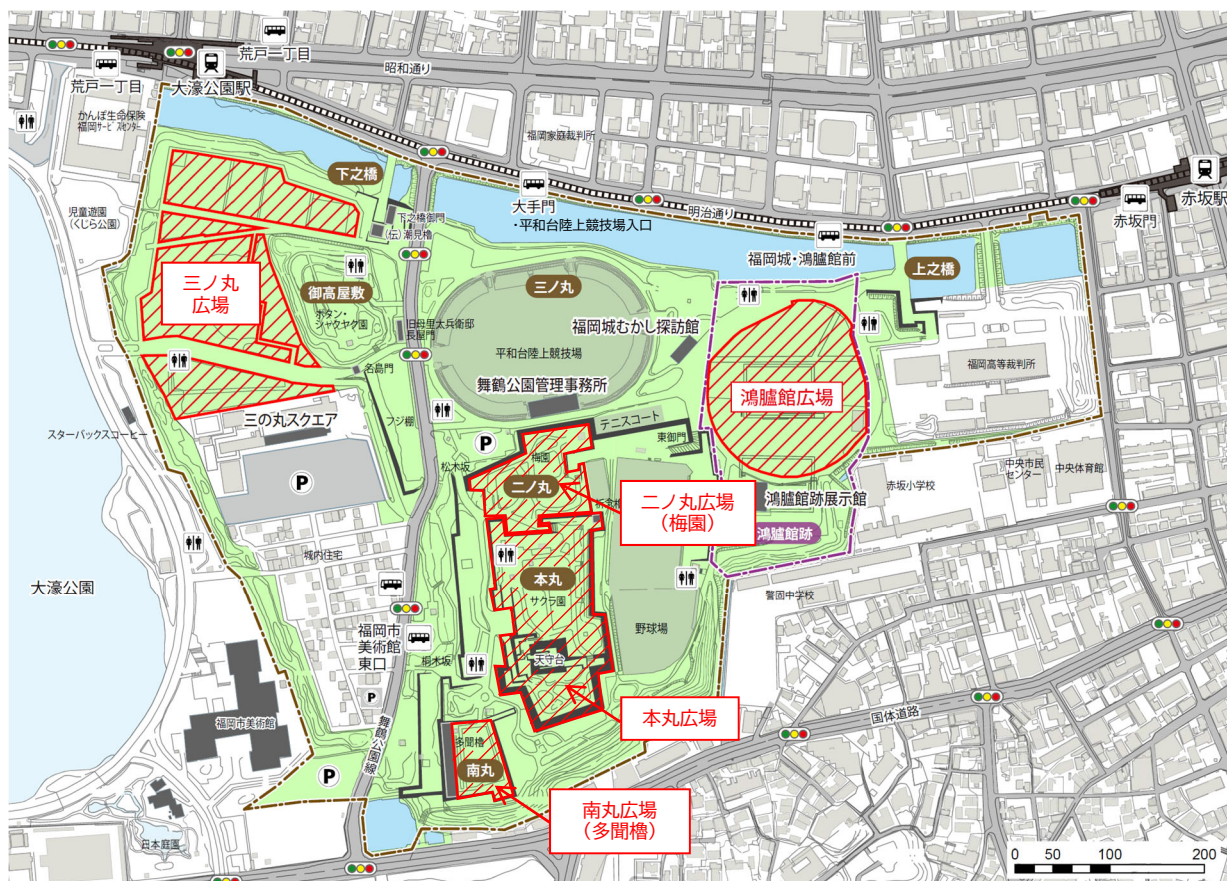 荒戸一丁目
昭和通り
荒戸一丁目
大濠公園駅
かんぽ生命保険
福岡サービスセンター
福岡家庭裁判所
下之橋
大手門
・平和台陸上競技場入口
明治通り
赤坂門
赤坂駅
児童遊園
(くじら公園)
下之橋御門
(伝)潮見櫓
福岡城・鴻臚館前
上之橋
三ノ丸
広場
御高屋敷
ボタン・
シャクヤク園
旧母里太兵衛邸
長屋門
三ノ丸
平和台陸上競技場
福岡城むかし探訪館
福岡高等裁判所
名島門
舞鶴公園管理事務所
鴻臚館広場
スターバックスコーヒー
三の丸スクエア
フジ棚
P
テニスコート
東御門
P
松木坂
梅園
二ノ丸
祈念櫓
二ノ丸広場
(梅園)
鴻臚館跡展示館
赤坂小学校
中央市民
センター
中央体育館
鴻臚館跡
城内住宅
大濠公園
本丸
サクラ園
警固中学校
福岡市
美術館
東口
野球場
桐木坂
天守台
P
本丸広場
国体道路
福岡市美術館
舞鶴公園線
多聞櫓
南丸
P
南丸広場
(多聞櫓)
日本庭園
0 50 100 200